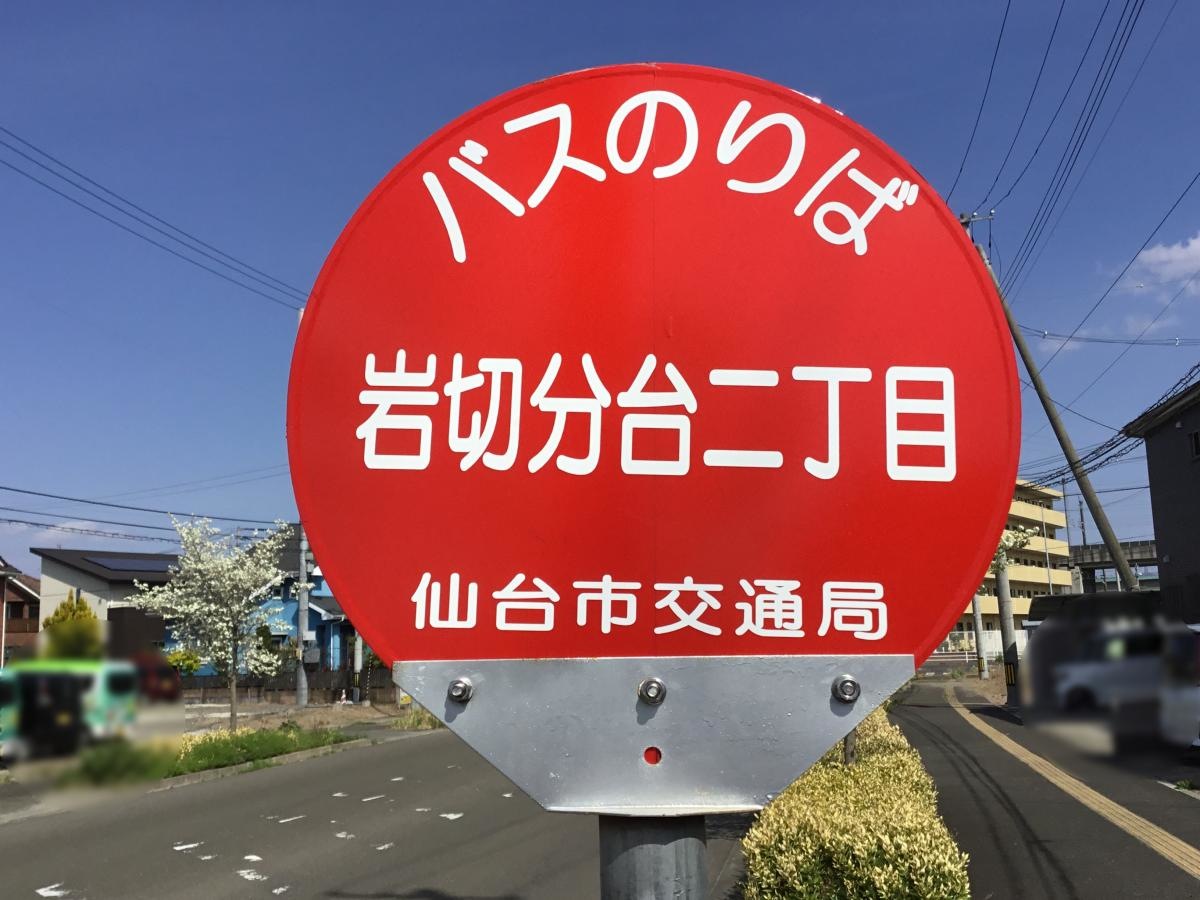 バスのりば
岩切分台二丁目
仙台市交通局